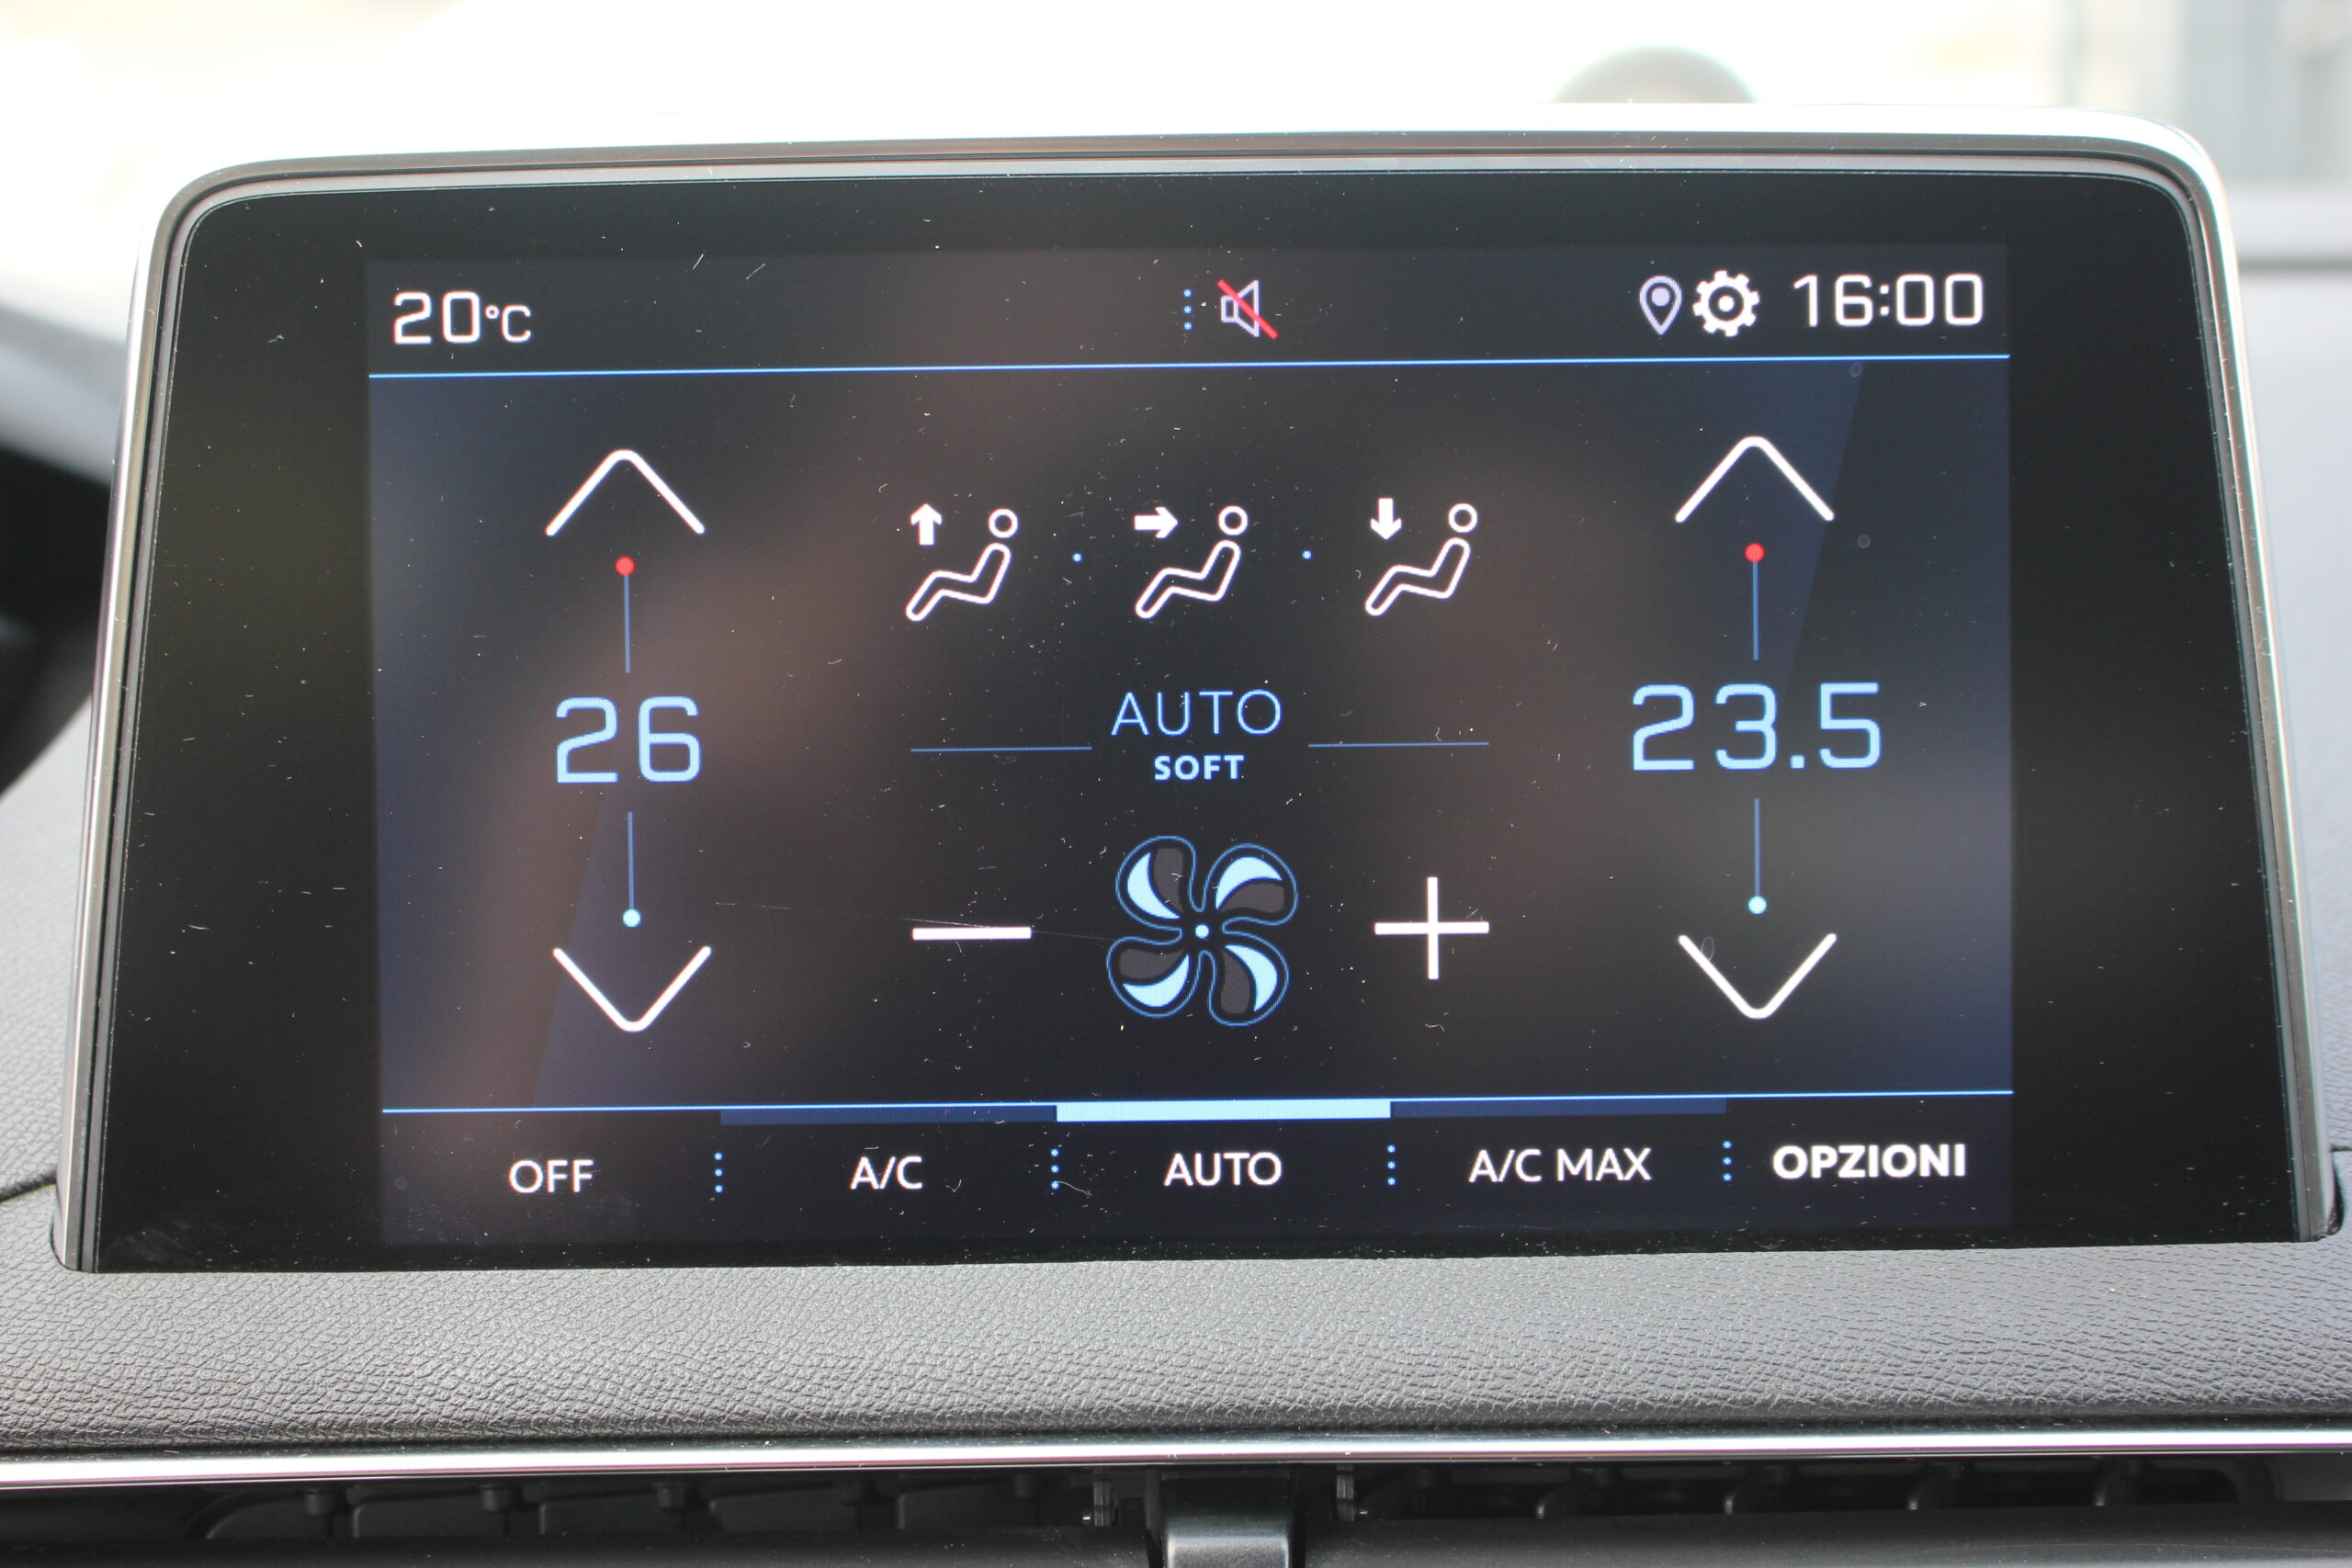 20°C 16:00
AUTO
SOFT
26 23.5
OFF A/C AUTO A/C MAX OPZIONI